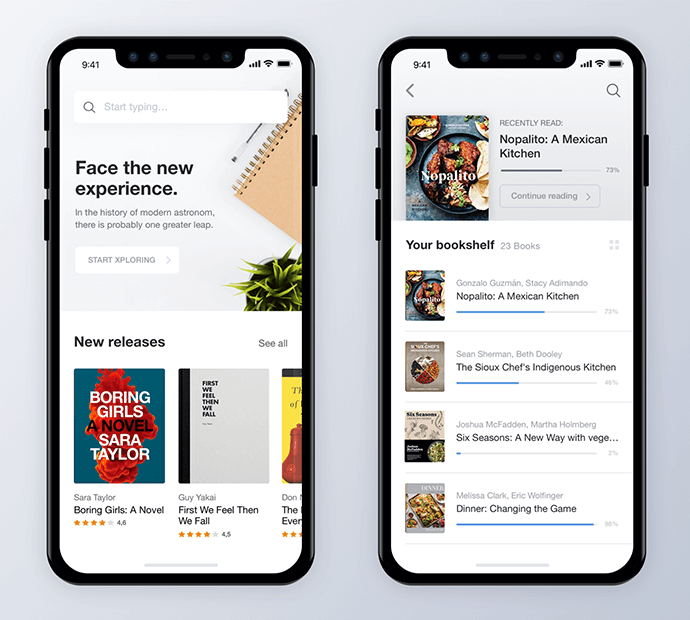 9:41
Start typing...
Face the new
experience.
In the history of modern astronom,
there is probably one greater leap.
START XPLORING
New releases
See all
BORING
GIRLS
A NOVEL
SARA
TAYLOR
FIRST
WE
FEEL
THEN
WE
FALL
Sara Taylor
Boring Girls: A Novel
4,6
Guy Yakai
First We Feel Then
We Fall
4,5
Don
The
Even
9:41
RECENTLY READ:
Nopalito: A Mexican
Kitchen
73%
Continue reading
Nopalito
Your bookshelf
23 Books
Nopalito
Gonzalo Guzmán, Stacy Adimando
Nopalito: A Mexican Kitchen
73%
SIOUX CHEF'S
Sean Sherman, Beth Dooley
The Sioux Chef's Indigenous Kitchen
46%
Six Seasons
Joshua McFadden, Martha Holmberg
Six Seasons: A New Way with vege...
2%
DINNER
Melissa Clark, Eric Wolfinger
Dinner: Changing the Game
98%